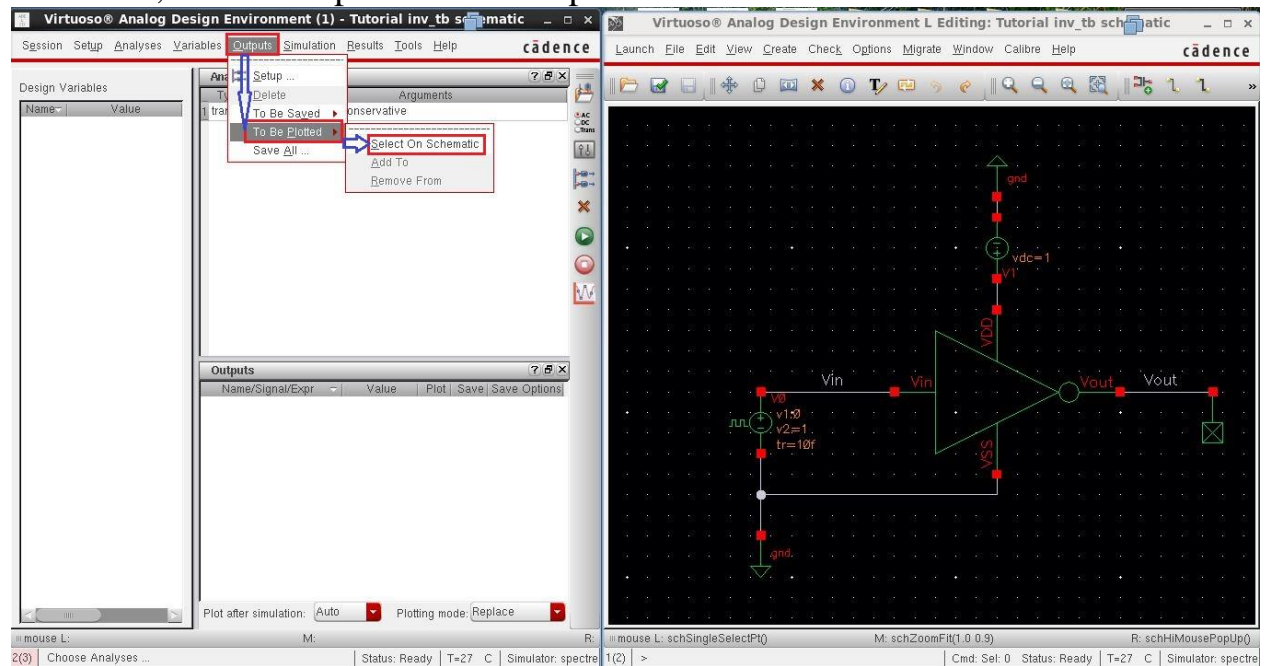 Virtuoso® Analog Design Environment (1) - Tutorial inv_tb schematic
Session Setup Analyses Variables Outputs Simulation Results Tools Help cādence
Design Variables
Name Value
Setup ...
Delete
To Be Saved
To Be Plotted
Save All ...
Select On Schematic
Add To
Remove From
Arguments
1 tran
onservative
AC
DC
Trans
Outputs
Name/Signal/Expr Value Plot Save Save Options
Plot after simulation: Auto Plotting mode: Replace
mouse L: M: R:
2(3) Choose Analyses ... Status: Ready T=27 C Simulator: spectre
Virtuoso® Analog Design Environment L Editing: Tutorial inv_tb schematic
Launch File Edit View Create Check Options Migrate Window Calibre Help cādence
gnd
vdc=1
V1
VDD
Vin
Vin
Vout
Vout
V0
v1:0
v2=1
tr=10f
VSS
gnd
mouse L: schSingleSelectPt() M: schZoomFit(1.0 0.9) R: schHiMousePopUp()
1(2) > Cmd: Sel: 0 Status: Ready T=27 C Simulator: spectre